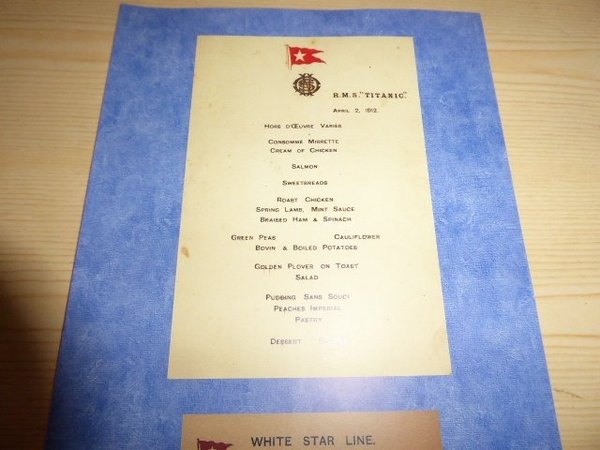 R.M.S. "TITANIC."
APRIL 2, 1912.
HORS D'ŒUVRE VARIÉS
CONSOMMÉ MIRRETTE
CREAM OF CHICKEN
SALMON
SWEETBREADS
ROAST CHICKEN
SPRING LAMB, MINT SAUCE
BRAISED HAM & SPINACH
GREEN PEAS CAULIFLOWER
BOVIN & BOILED POTATOES
GOLDEN PLOVER ON TOAST
SALAD
PUDDING SANS SOUCI
PEACHES IMPERIAL
PASTRY
DESSERT
WHITE STAR LINE.